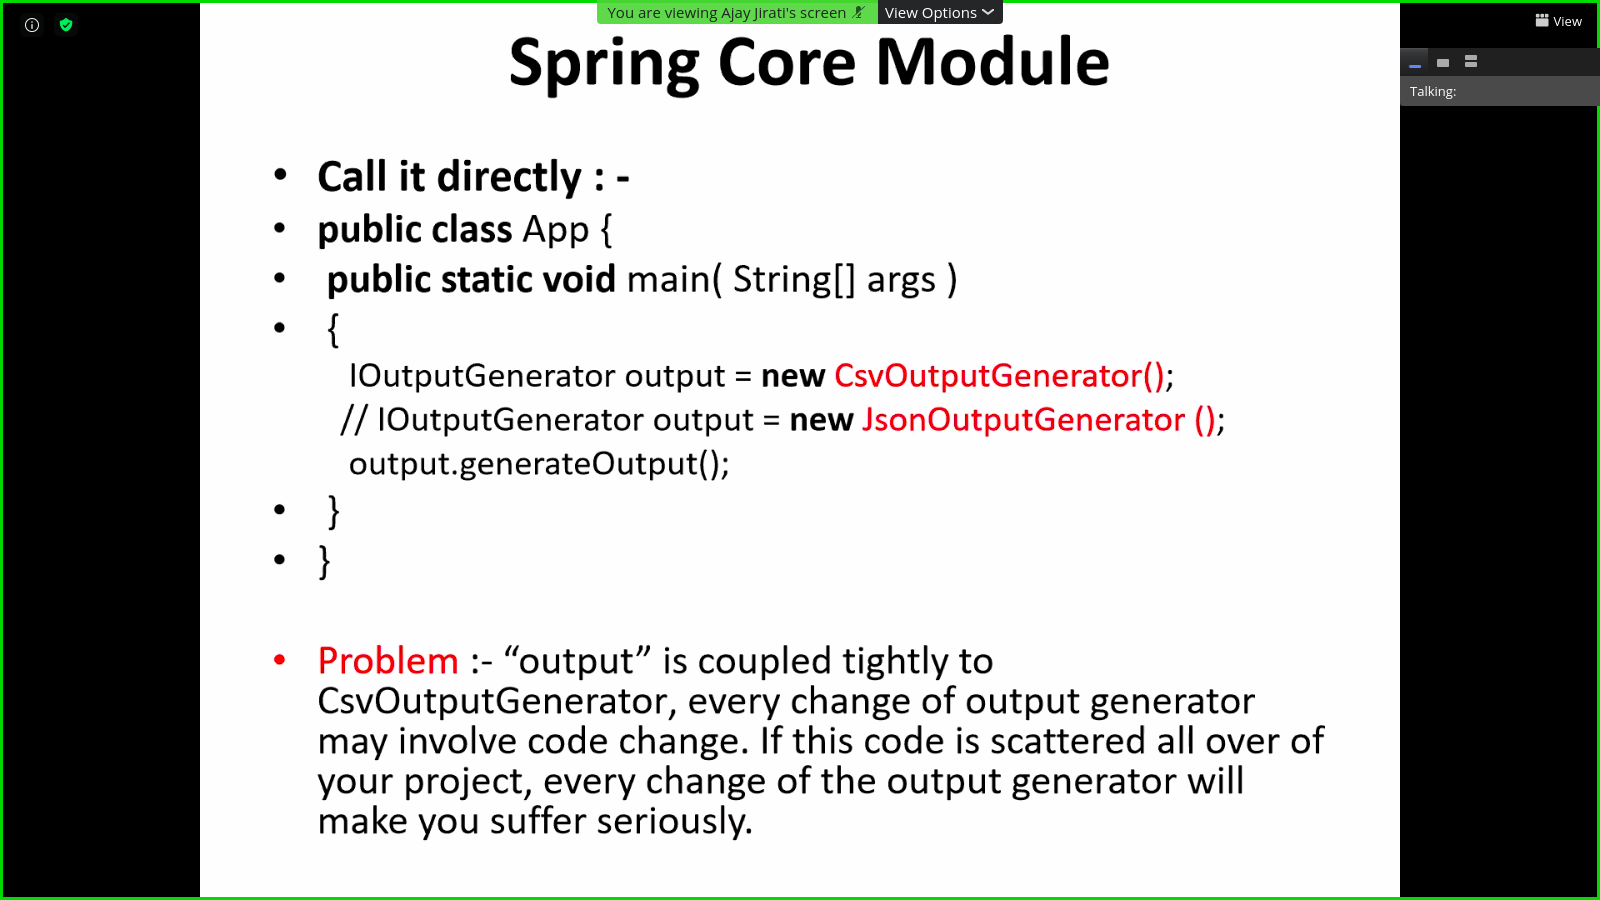 You are viewing Ajay Jirati's screen
View Options
View
Talking:
Spring Core Module
• Call it directly : -
• public class App {
• public static void main( String[] args )
• {
IOutputGenerator output = new CsvOutputGenerator();
// IOutputGenerator output = new JsonOutputGenerator ();
output.generateOutput();
• }
• }
• Problem :- “output” is coupled tightly to
CsvOutputGenerator, every change of output generator
may involve code change. If this code is scattered all over of
your project, every change of the output generator will
make you suffer seriously.